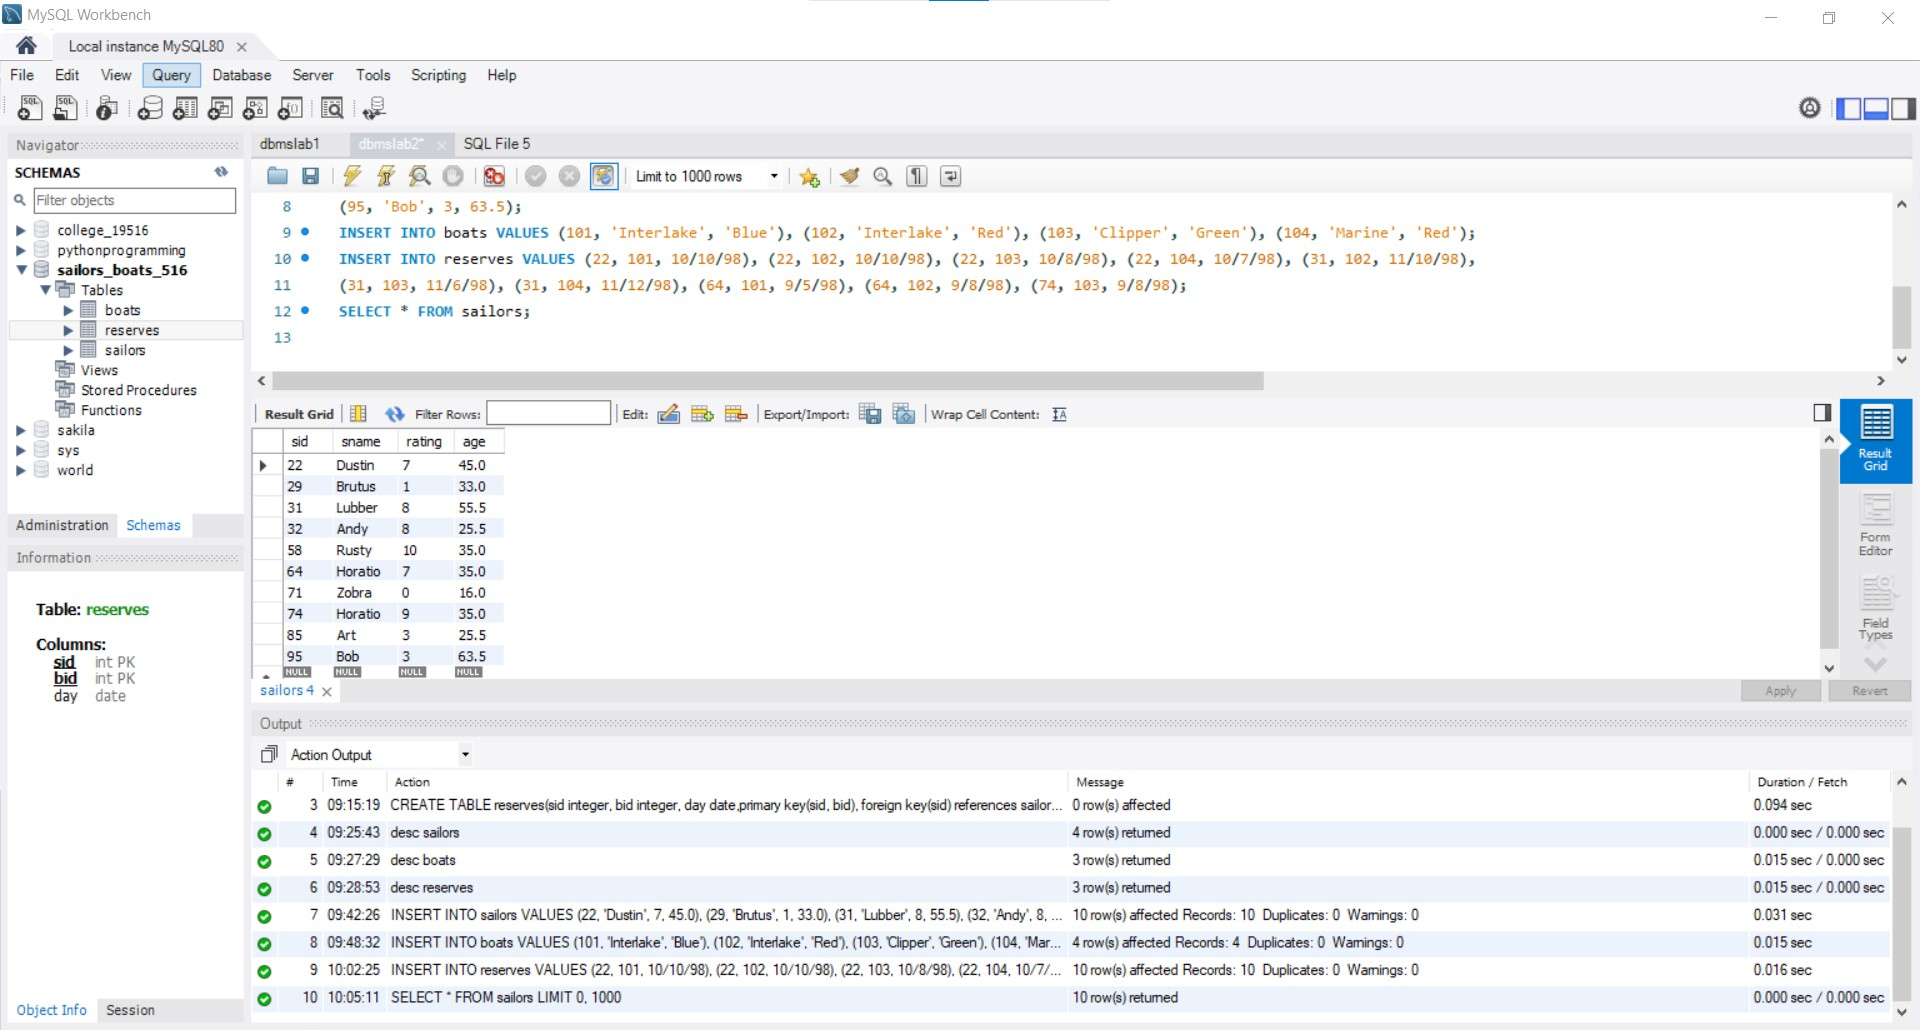 MySQL Workbench
Local instance MySQL80
File Edit View Query Database Server Tools Scripting Help
Navigator
SCHEMAS
Filter objects
college_19516
pythonprogramming
sailors_boats_516
Tables
boats
reserves
sailors
Views
Stored Procedures
Functions
sakila
sys
world
Administration Schemas
Information
Table: reserves
Columns:
sid int PK
bid int PK
day date
Object Info Session
dbmslab1 dbmslab2* SQL File 5
Limit to 1000 rows
8 (95, 'Bob', 3, 63.5);
9 INSERT INTO boats VALUES (101, 'Interlake', 'Blue'), (102, 'Interlake', 'Red'), (103, 'Clipper', 'Green'), (104, 'Marine', 'Red');
10 INSERT INTO reserves VALUES (22, 101, 10/10/98), (22, 102, 10/10/98), (22, 103, 10/8/98), (22, 104, 10/7/98), (31, 102, 11/10/98),
11 (31, 103, 11/6/98), (31, 104, 11/12/98), (64, 101, 9/5/98), (64, 102, 9/8/98), (74, 103, 9/8/98);
12 SELECT * FROM sailors;
13
Result Grid Filter Rows: Edit: Export/Import: Wrap Cell Content:
sid sname rating age
22 Dustin 7 45.0
29 Brutus 1 33.0
31 Lubber 8 55.5
32 Andy 8 25.5
58 Rusty 10 35.0
64 Horatio 7 35.0
71 Zobra 0 16.0
74 Horatio 9 35.0
85 Art 3 25.5
95 Bob 3 63.5
NULL NULL NULL NULL
Result
Grid
Form
Editor
Field
Types
sailors 4 Apply Revert
Output
Action Output
# Time Action Message Duration / Fetch
3 09:15:19 CREATE TABLE reserves(sid integer, bid integer, day date,primary key(sid, bid), foreign key(sid) references sailor... 0 row(s) affected 0.094 sec
4 09:25:43 desc sailors 4 row(s) returned 0.000 sec / 0.000 sec
5 09:27:29 desc boats 3 row(s) returned 0.015 sec / 0.000 sec
6 09:28:53 desc reserves 3 row(s) returned 0.015 sec / 0.000 sec
7 09:42:26 INSERT INTO sailors VALUES (22, 'Dustin', 7, 45.0), (29, 'Brutus', 1, 33.0), (31, 'Lubber', 8, 55.5), (32, 'Andy', 8, ... 10 row(s) affected Records: 10 Duplicates: 0 Warnings: 0 0.031 sec
8 09:48:32 INSERT INTO boats VALUES (101, 'Interlake', 'Blue'), (102, 'Interlake', 'Red'), (103, 'Clipper', 'Green'), (104, 'Mar... 4 row(s) affected Records: 4 Duplicates: 0 Warnings: 0 0.015 sec
9 10:02:25 INSERT INTO reserves VALUES (22, 101, 10/10/98), (22, 102, 10/10/98), (22, 103, 10/8/98), (22, 104, 10/7/... 10 row(s) affected Records: 10 Duplicates: 0 Warnings: 0 0.016 sec
10 10:05:11 SELECT * FROM sailors LIMIT 0, 1000 10 row(s) returned 0.000 sec / 0.000 sec